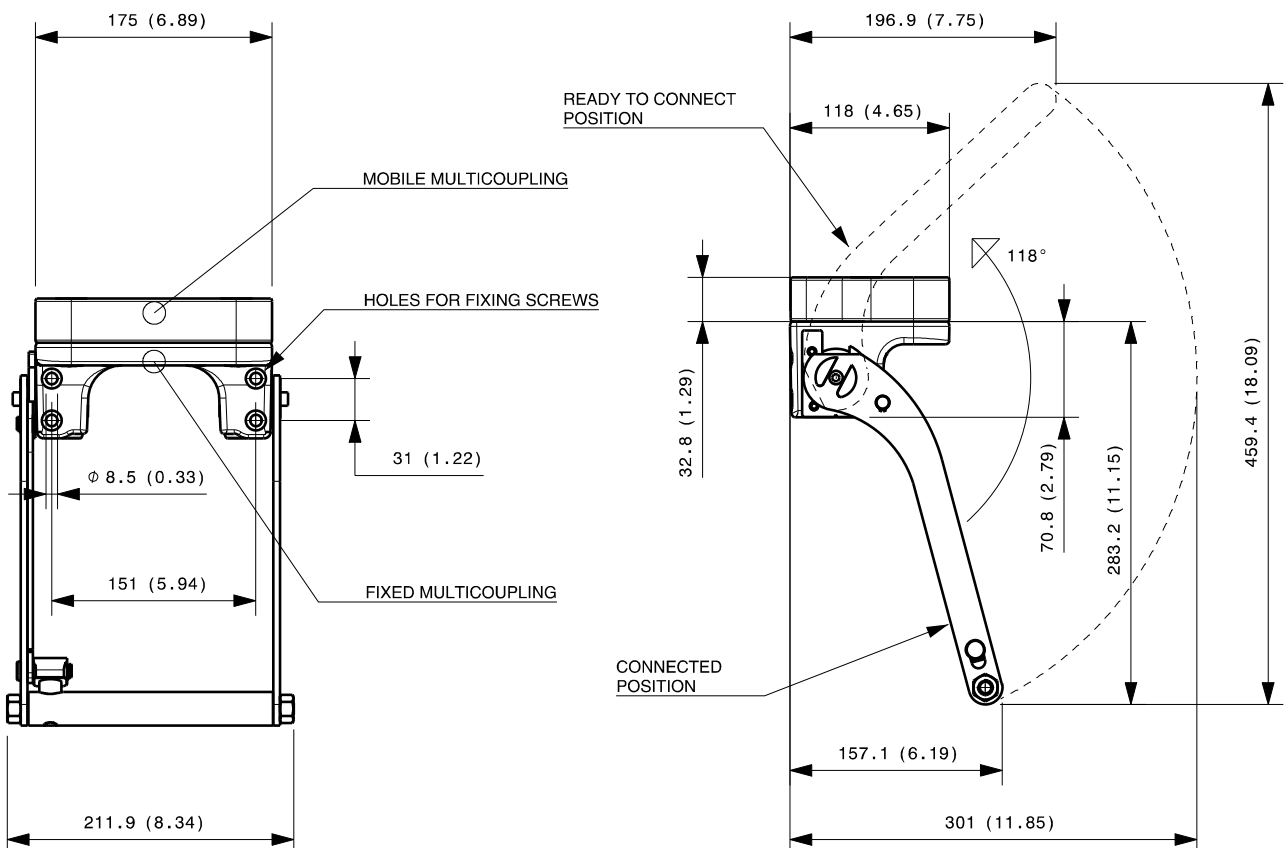 175 (6.89)
196.9 (7.75)
READY TO CONNECT
POSITION
118 (4.65)
MOBILE MULTICOUPLING
118°
HOLES FOR FIXING SCREWS
32.8 (1.29)
459.4 (18.09)
31 (1.22)
ϕ 8.5 (0.33)
70.8 (2.79)
283.2 (11.15)
151 (5.94)
FIXED MULTICOUPLING
CONNECTED
POSITION
157.1 (6.19)
211.9 (8.34)
301 (11.85)